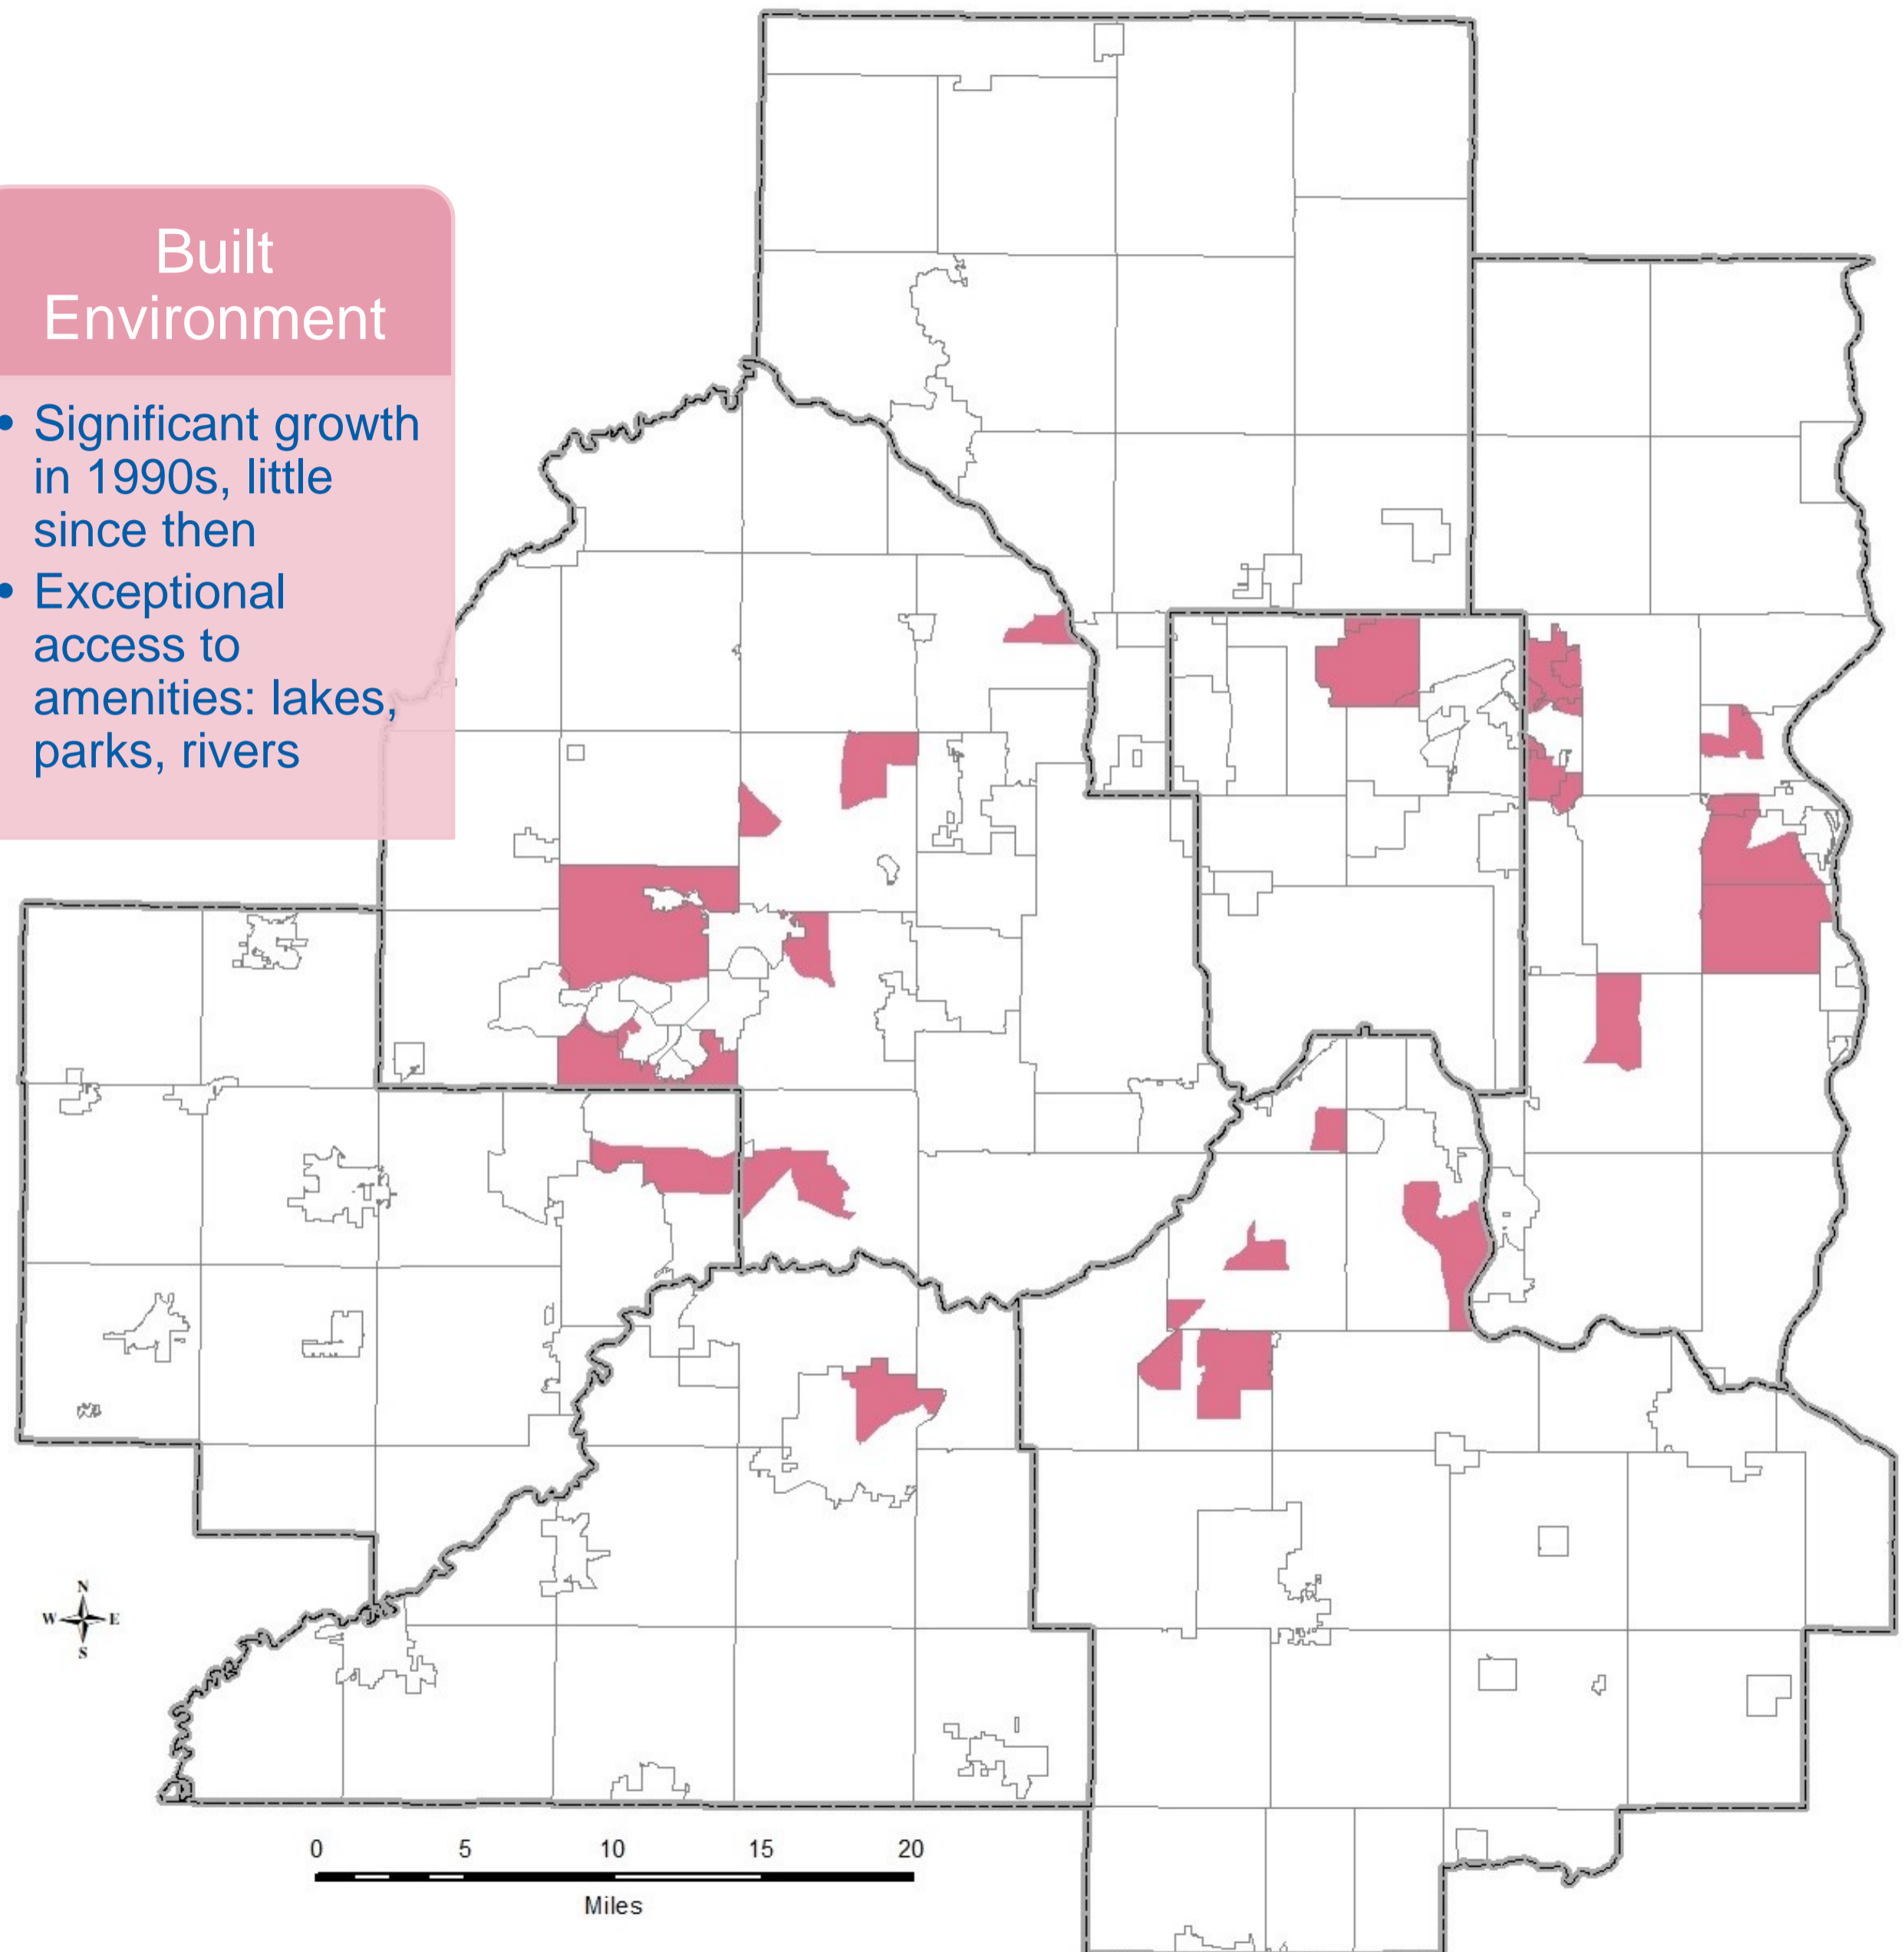 Built
Environment
• Significant growth
in 1990s, little
since then
• Exceptional
access to
amenities: lakes,
parks, rivers
N
W E
S
0 5 10 15 20
Miles